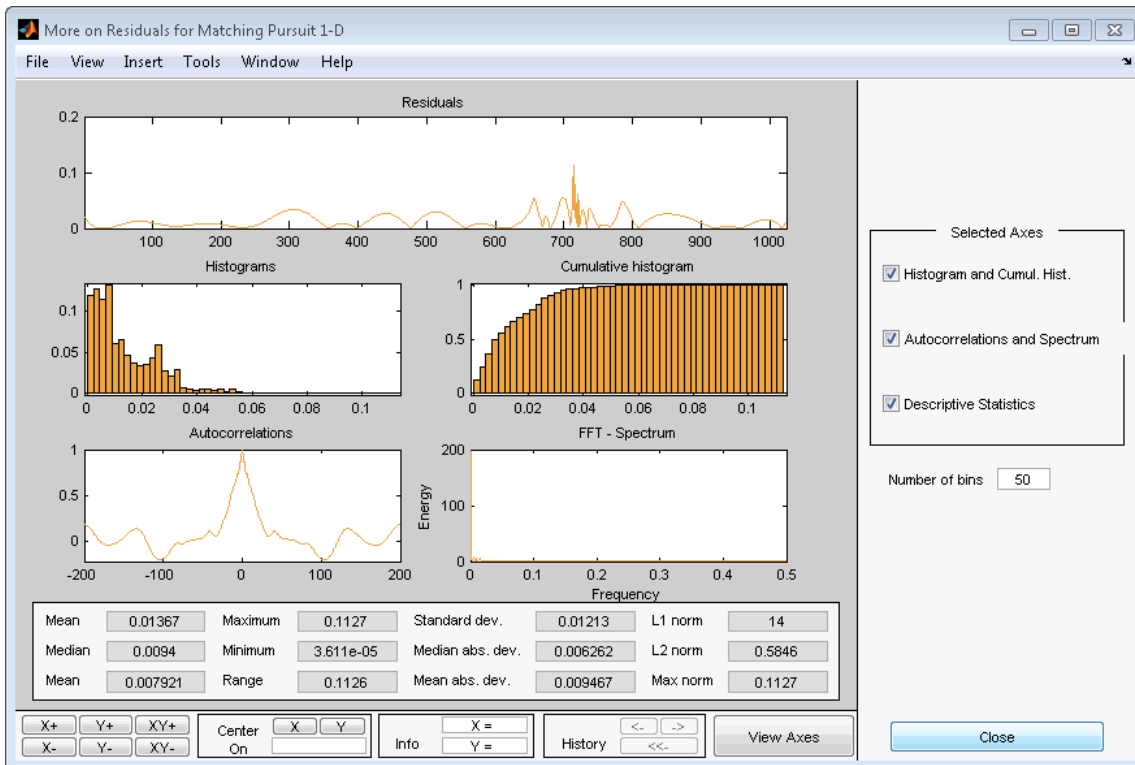 More on Residuals for Matching Pursuit 1-D
File View Insert Tools Window Help
Residuals
0.2
0.1
0
100 200 300 400 500 600 700 800 900 1000
Histograms
0.1
0.05
0
0 0.02 0.04 0.06 0.08 0.1
Cumulative histogram
1
0.5
0
0 0.02 0.04 0.06 0.08 0.1
Autocorrelations
1
0.5
0
-200 -100 0 100 200
FFT - Spectrum
Energy
200
100
0
0 0.1 0.2 0.3 0.4 0.5
Frequency
Mean 0.01367 Maximum 0.1127 Standard dev. 0.01213 L1 norm 14
Median 0.0094 Minimum 3.611e-05 Median abs. dev. 0.006262 L2 norm 0.5846
Mean 0.007921 Range 0.1126 Mean abs. dev. 0.009467 Max norm 0.1127
Selected Axes
Histogram and Cumul. Hist.
Autocorrelations and Spectrum
Descriptive Statistics
Number of bins 50
X+ Y+ XY+
X- Y- XY-
Center On X Y
Info X = Y =
History <- -> <<-
View Axes
Close